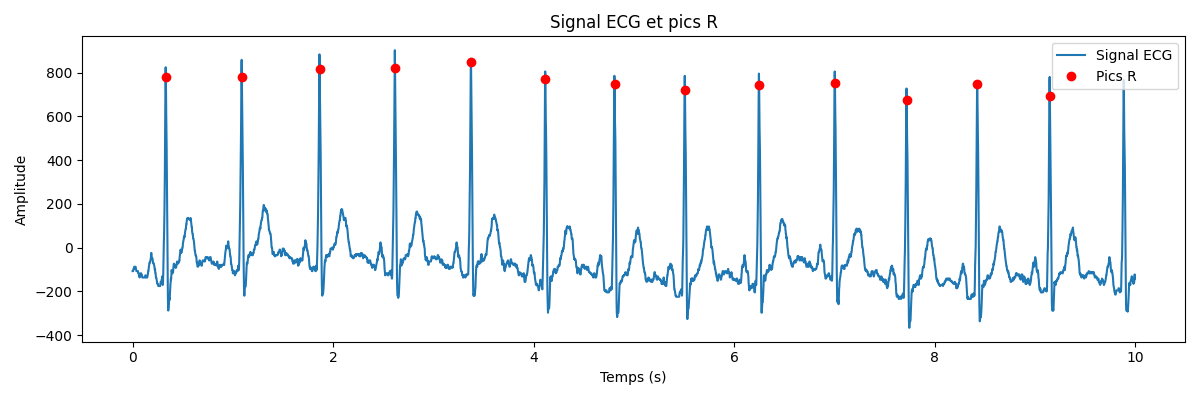 Signal ECG et pics R
Signal ECG
Pics R
800
600
400
200
0
−200
−400
Amplitude
0
2
4
6
8
10
Temps (s)